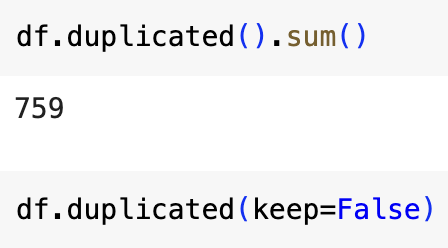 df.duplicated().sum()
759
df.duplicated(keep=False)